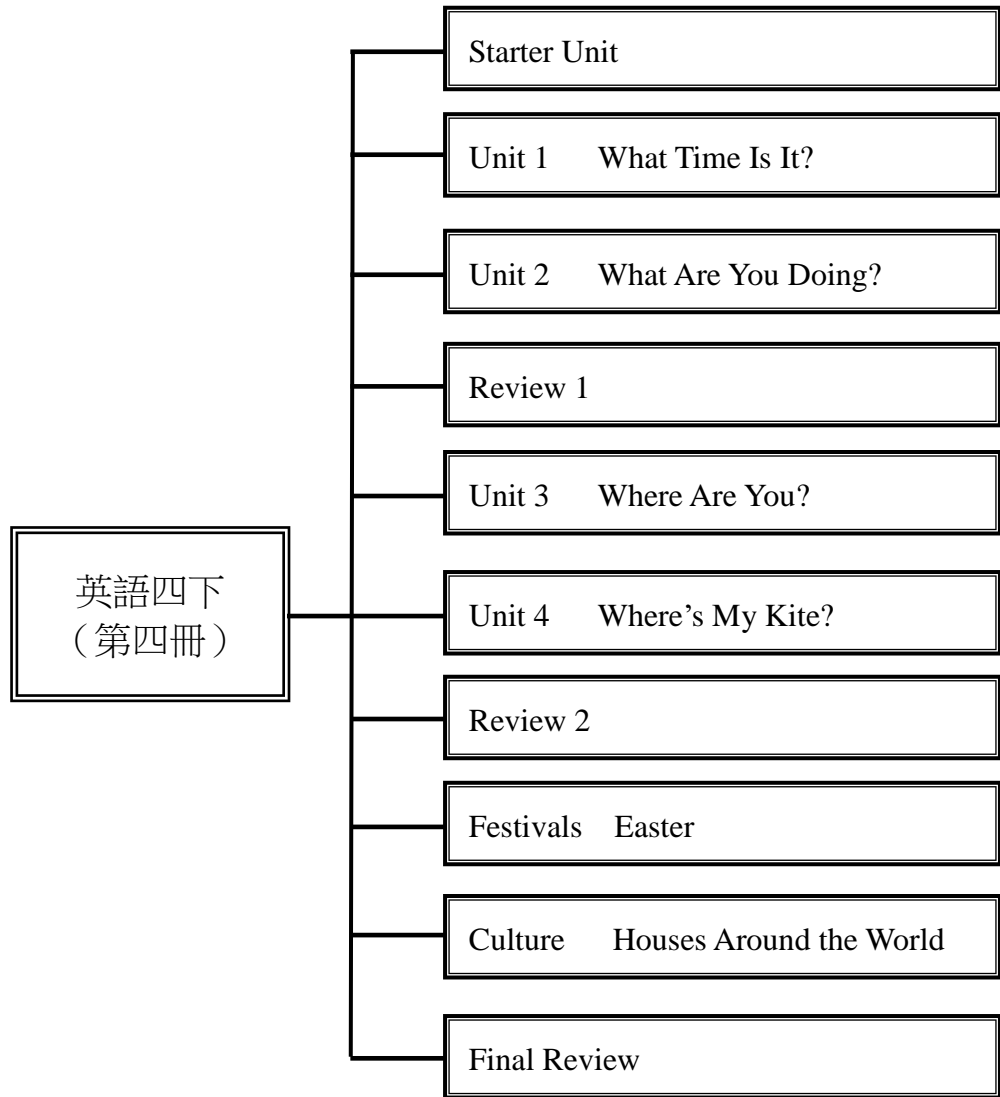 Starter Unit
Unit 1 What Time Is It?
Unit 2 What Are You Doing?
Review 1
Unit 3 Where Are You?
英語四下
（第四冊）
Unit 4 Where's My Kite?
Review 2
Festivals Easter
Culture Houses Around the World
Final Review